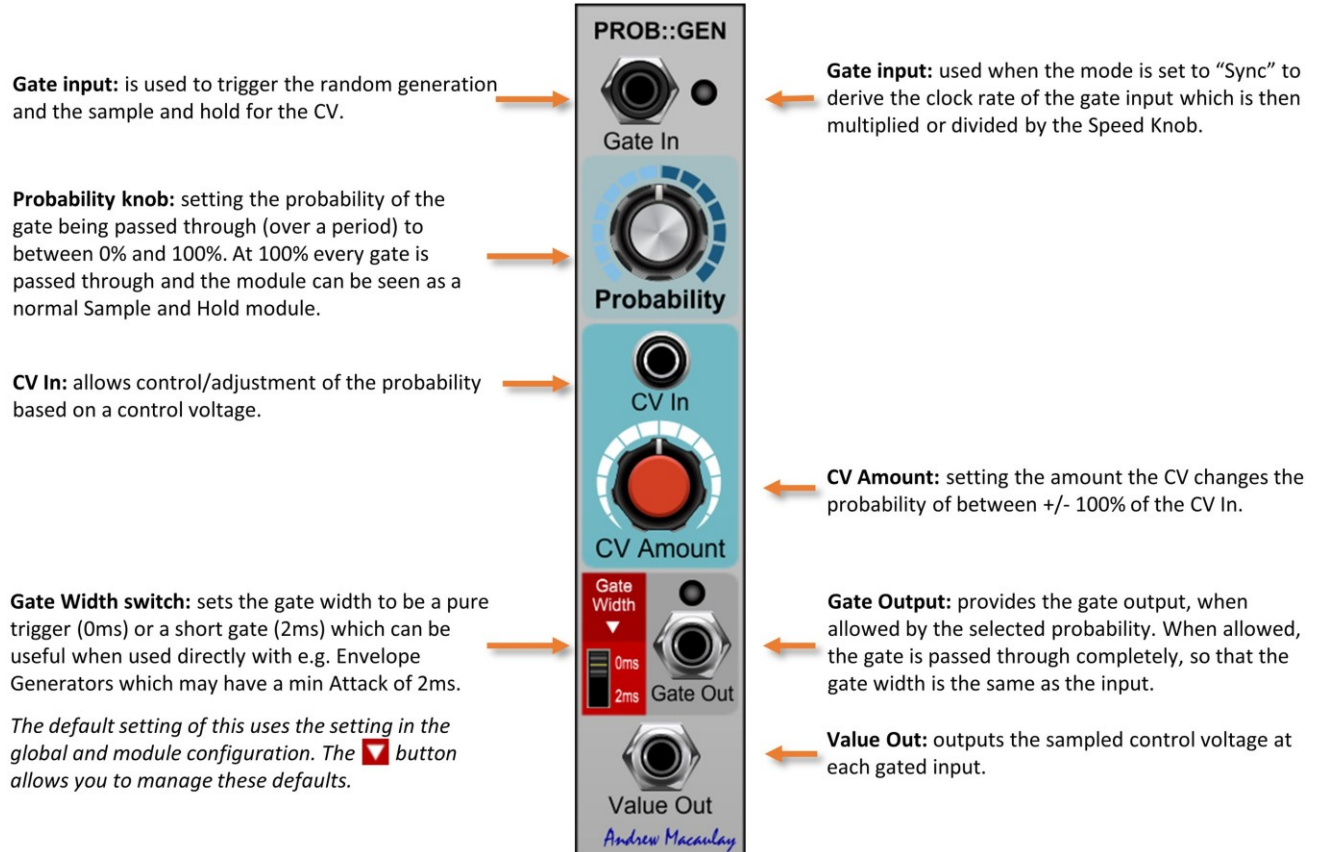 PROB::GEN
Gate input: is used to trigger the random generation
and the sample and hold for the CV.
Gate input: used when the mode is set to “Sync” to
derive the clock rate of the gate input which is then
multiplied or divided by the Speed Knob.
Gate In
Probability knob: setting the probability of the
gate being passed through (over a period) to
between 0% and 100%. At 100% every gate is
passed through and the module can be seen as a
normal Sample and Hold module.
Probability
CV In: allows control/adjustment of the probability
based on a control voltage.
CV In
CV Amount: setting the amount the CV changes the
probability of between +/- 100% of the CV In.
CV Amount
Gate Width switch: sets the gate width to be a pure
trigger (0ms) or a short gate (2ms) which can be
useful when used directly with e.g. Envelope
Generators which may have a min Attack of 2ms.
The default setting of this uses the setting in the
global and module configuration. The button
allows you to manage these defaults.
Gate
Width
0ms
2ms
Gate Out
Gate Output: provides the gate output, when
allowed by the selected probability. When allowed,
the gate is passed through completely, so that the
gate width is the same as the input.
Value Out: outputs the sampled control voltage at
each gated input.
Value Out
Andrew Macaulay